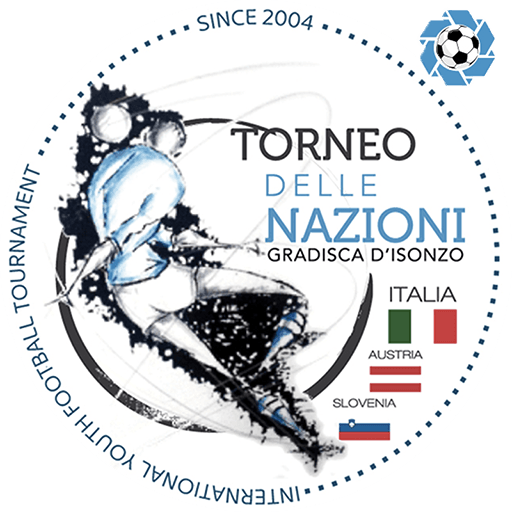 SINCE 2004
INTERNATIONAL YOUTH FOOTBALL TOURNAMENT
TORNEO
DELLE
NAZIONI
GRADISCA D'ISONZO
ITALIA
AUSTRIA
SLOVENIA